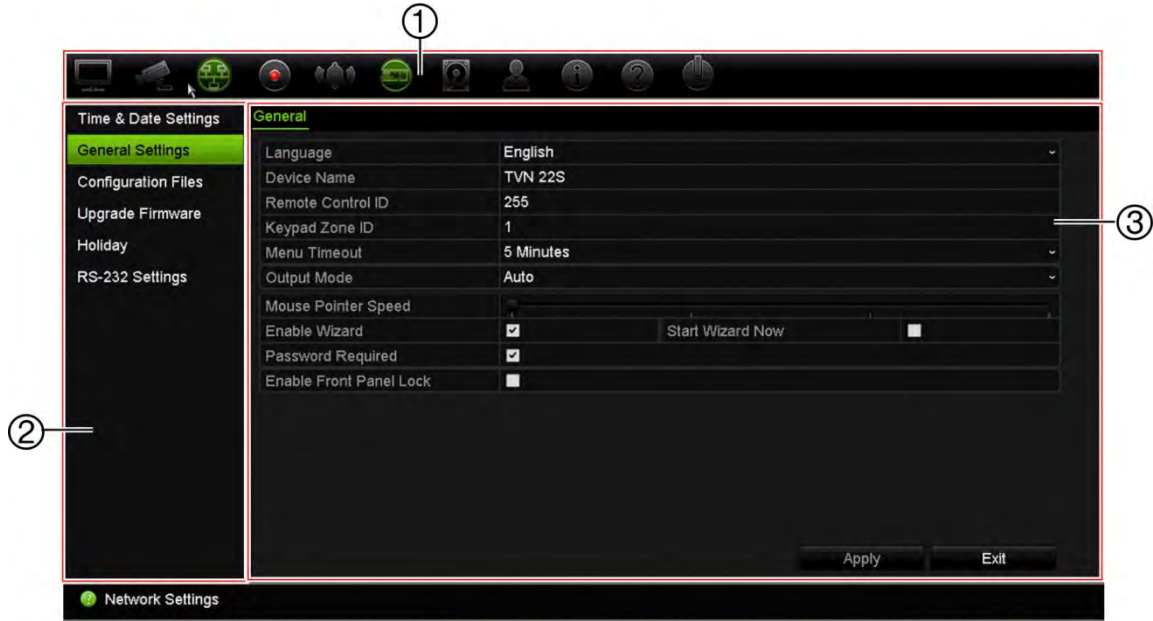 ①
Time & Date Settings
General Settings
Configuration Files
Upgrade Firmware
Holiday
RS-232 Settings
②
General
Language English
Device Name TVN 22S
Remote Control ID 255
Keypad Zone ID 1
Menu Timeout 5 Minutes
Output Mode Auto
Mouse Pointer Speed
Enable Wizard Start Wizard Now
Password Required
Enable Front Panel Lock
③
Apply Exit
Network Settings